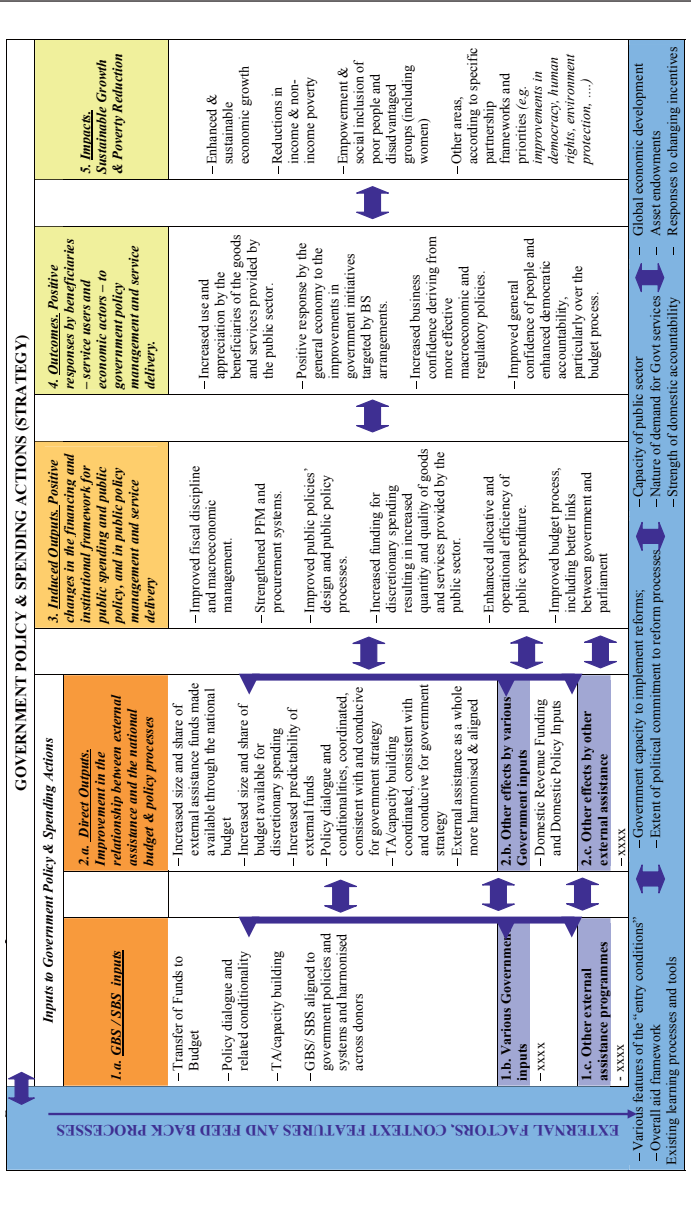 GOVERNMENT POLICY & SPENDING ACTIONS (STRATEGY)
Inputs to Government Policy & Spending Actions
1.a. GBS / SBS inputs
– Transfer of Funds to
Budget
– Policy dialogue and
related conditionality
– TA/capacity building
– GBS/ SBS aligned to
government policies and
systems and harmonised
across donors
1.b. Various Government
inputs
– xxxx
1.c. Other external
assistance programmes
- xxxx
2.a. Direct Outputs.
Improvement in the
relationship between external
assistance and the national
budget & policy processes
– Increased size and share of
external assistance funds made
available through the national
budget
– Increased size and share of
budget available for
discretionary spending
– Increased predictability of
external funds
– Policy dialogue and
conditionalities, coordinated,
consistent with and conducive
for government strategy
– TA/capacity building
coordinated, consistent with
and conducive for government
strategy
– External assistance as a whole
more harmonised & aligned
2.b. Other effects by various
Government inputs
– Domestic Revenue Funding
and Domestic Policy Inputs
2.c. Other effects by other
external assistance
– xxxx
3. Induced Outputs. Positive
changes in the financing and
institutional framework for
public spending and public
policy, and in public policy
management and service
delivery
– Improved fiscal discipline
and macroeconomic
management.
– Strengthened PFM and
procurement systems.
– Improved public policies’
design and public policy
processes.
– Increased funding for
discretionary spending
resulting in increased
quantity and quality of goods
and services provided by the
public sector.
– Enhanced allocative and
operational efficiency of
public expenditure.
– Improved budget process,
including better links
between government and
parliament
4. Outcomes. Positive
responses by beneficiaries
– service users and
economic actors – to
government policy
management and service
delivery.
– Increased use and
appreciation by the
beneficiaries of the goods
and services provided by
the public sector.
– Positive response by the
general economy to the
improvements in
government initiatives
targeted by BS
arrangements.
– Increased business
confidence deriving from
more effective
macroeconomic and
regulatory policies.
– Improved general
confidence of people and
enhanced democratic
accountability,
particularly over the
budget process.
5. Impacts.
Sustainable Growth
& Poverty Reduction
– Enhanced &
sustainable
economic growth
– Reductions in
income & non-
income poverty
– Empowerment &
social inclusion of
poor people and
disadvantaged
groups (including
women)
– Other areas,
according to specific
partnership
frameworks and
priorities (e.g.
improvements in
democracy, human
rights, environment
protection, ....)
EXTERNAL FACTORS, CONTEXT FEATURES AND FEED BACK PROCESSES
– Various features of the “entry conditions”
– Overall aid framework
Existing learning processes and tools
– Government capacity to implement reforms;
– Extent of political commitment to reform processes
– Capacity of public sector
– Nature of demand for Govt services
– Strength of domestic accountability
– Global economic development
– Asset endowments
– Responses to changing incentives